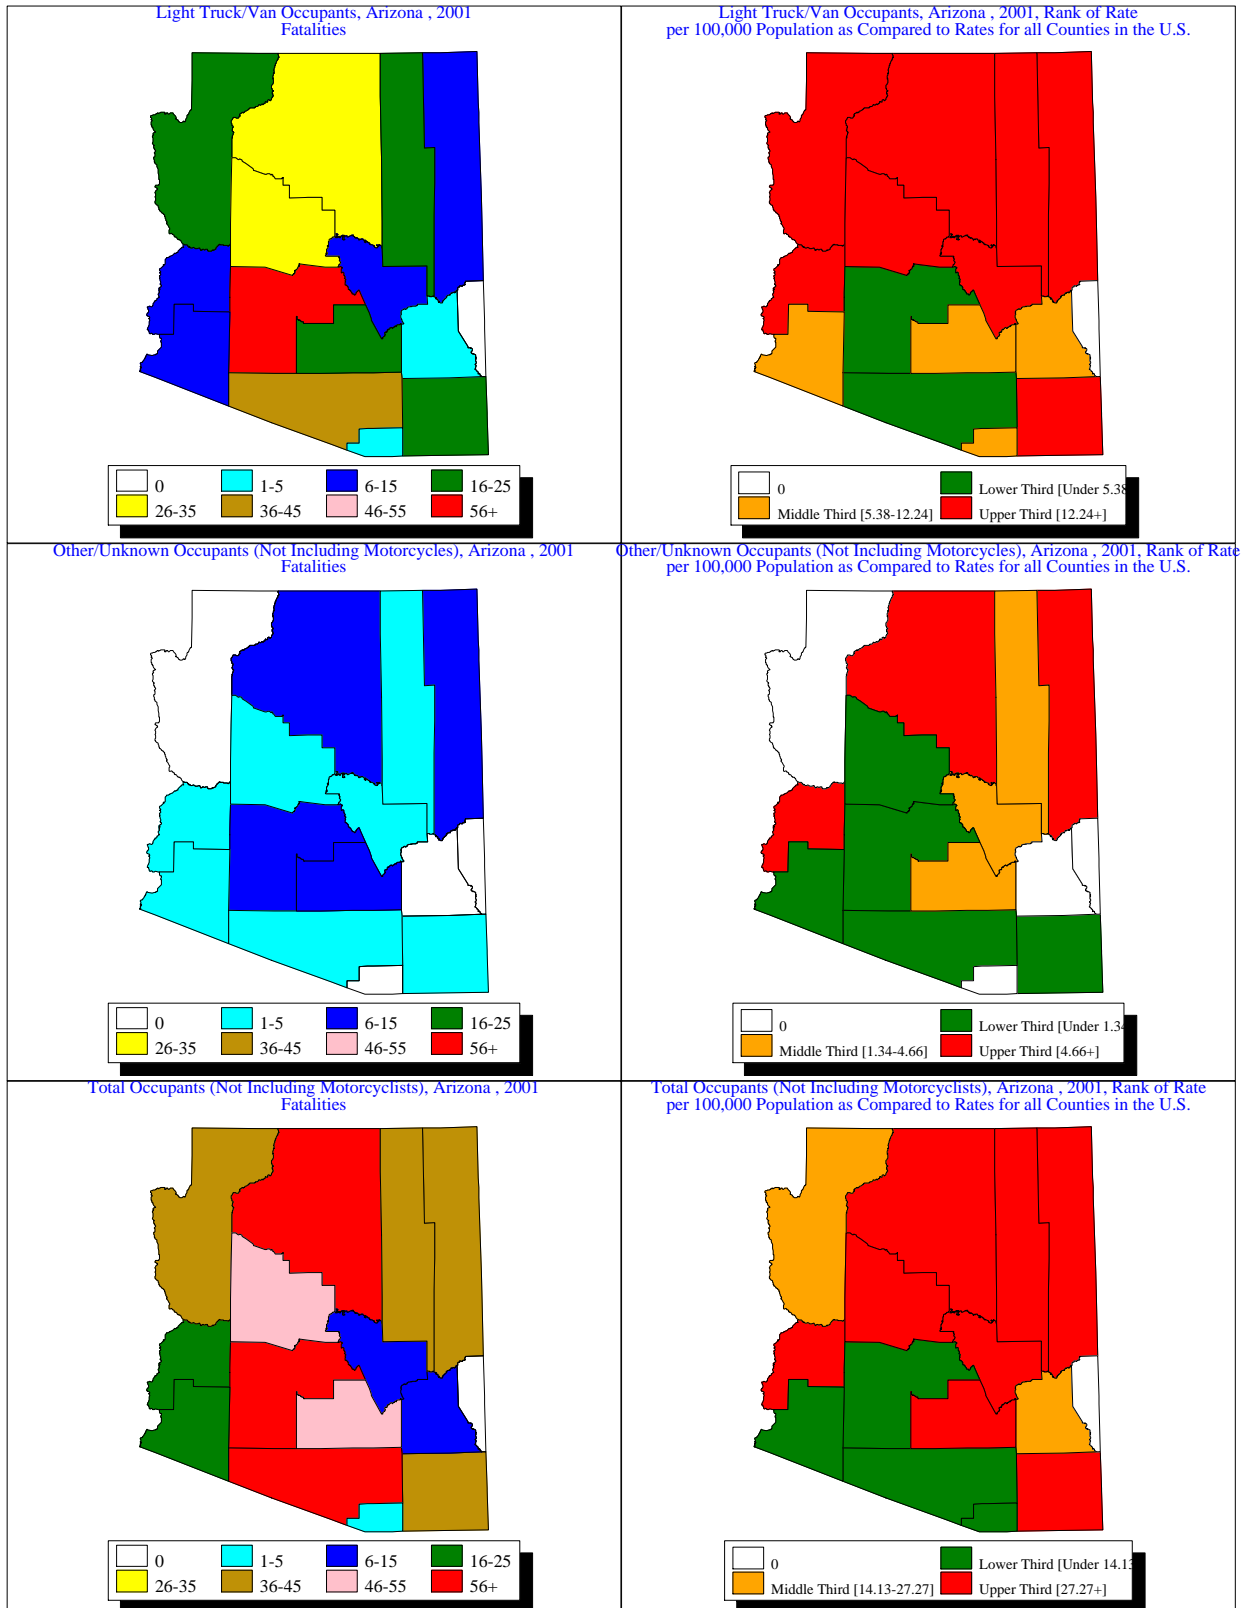 Light Truck/Van Occupants, Arizona , 2001
Fatalities
0
1-5
6-15
16-25
26-35
36-45
46-55
56+
Light Truck/Van Occupants, Arizona , 2001, Rank of Rate
per 100,000 Population as Compared to Rates for all Counties in the U.S.
0
Lower Third [Under 5.38
Middle Third [5.38-12.24]
Upper Third [12.24+]
Other/Unknown Occupants (Not Including Motorcycles), Arizona , 2001
Fatalities
0
1-5
6-15
16-25
26-35
36-45
46-55
56+
Other/Unknown Occupants (Not Including Motorcycles), Arizona , 2001, Rank of Rate
per 100,000 Population as Compared to Rates for all Counties in the U.S.
0
Lower Third [Under 1.34
Middle Third [1.34-4.66]
Upper Third [4.66+]
Total Occupants (Not Including Motorcyclists), Arizona , 2001
Fatalities
0
1-5
6-15
16-25
26-35
36-45
46-55
56+
Total Occupants (Not Including Motorcyclists), Arizona , 2001, Rank of Rate
per 100,000 Population as Compared to Rates for all Counties in the U.S.
0
Lower Third [Under 14.13
Middle Third [14.13-27.27]
Upper Third [27.27+]